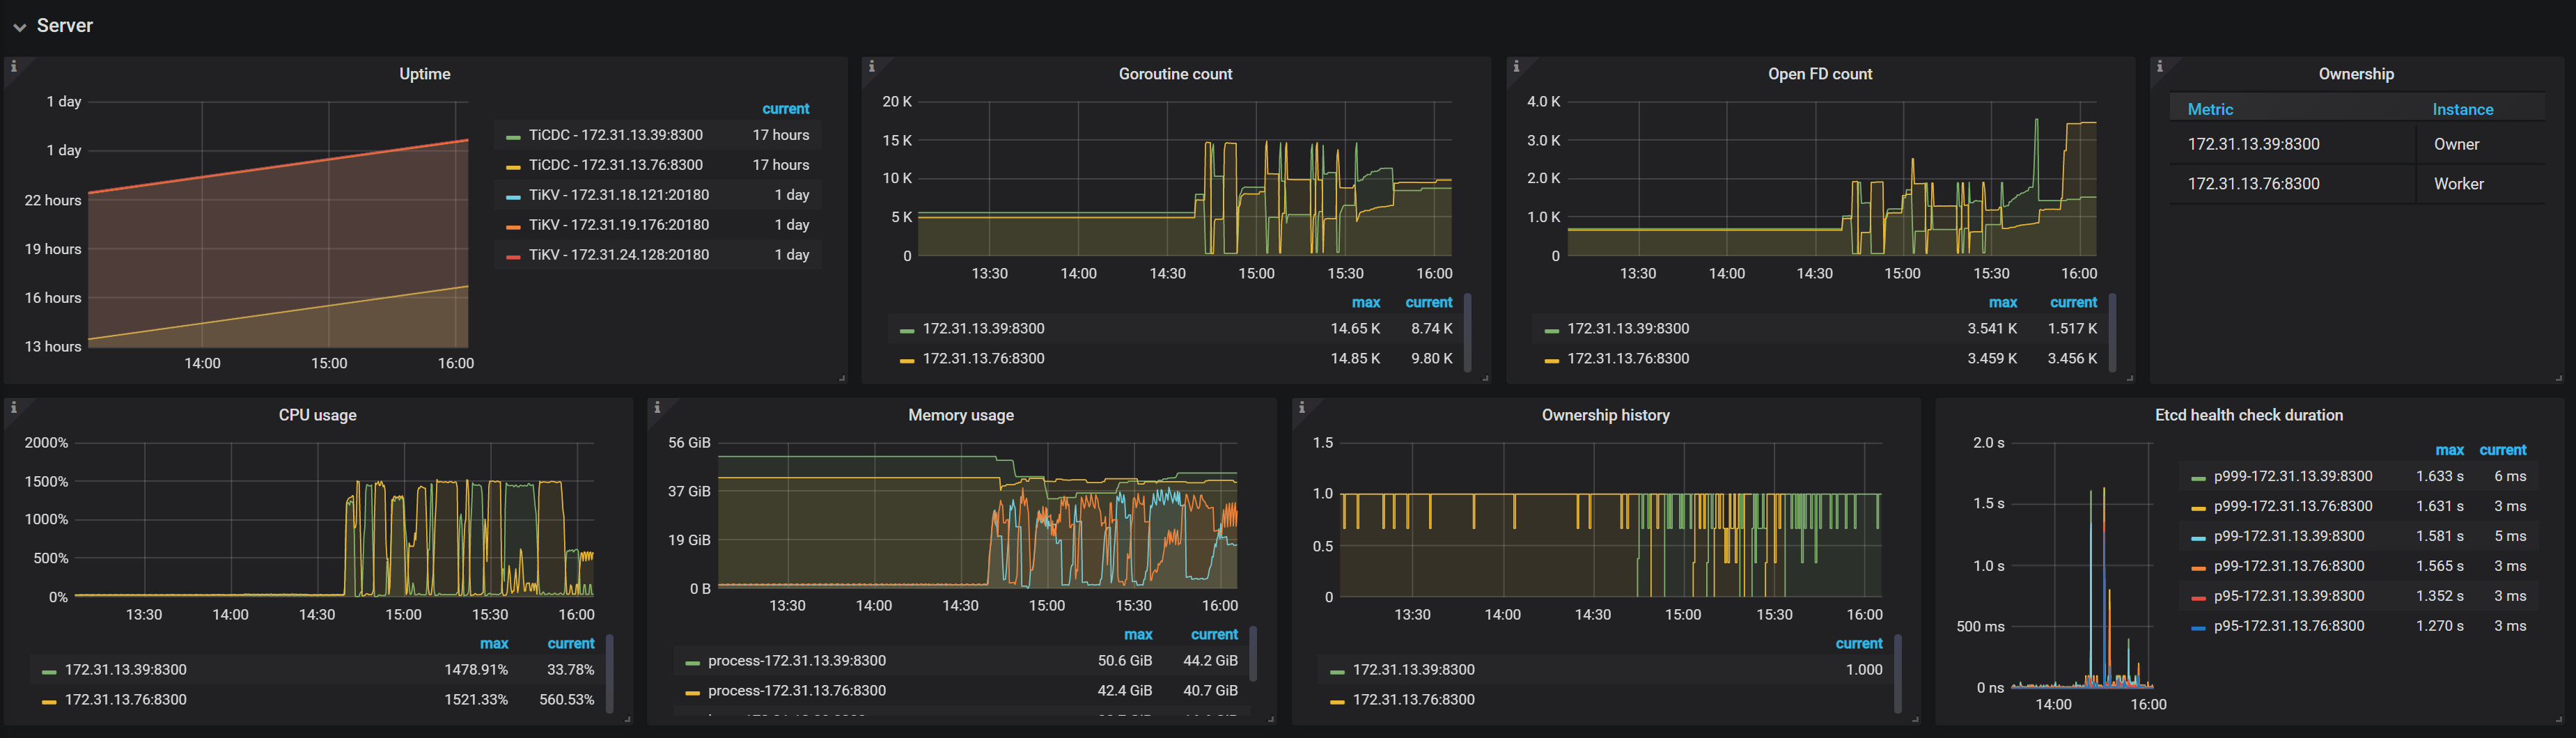 Server
Uptime
1 day
1 day
22 hours
19 hours
16 hours
13 hours
14:00 15:00 16:00
current
TiCDC - 172.31.13.39:8300 17 hours
TiCDC - 172.31.13.76:8300 17 hours
TiKV - 172.31.18.121:20180 1 day
TiKV - 172.31.19.176:20180 1 day
TiKV - 172.31.24.128:20180 1 day
Goroutine count
20 K
15 K
10 K
5 K
0
13:30 14:00 14:30 15:00 15:30 16:00
max current
172.31.13.39:8300 14.65 K 8.74 K
172.31.13.76:8300 14.85 K 9.80 K
Open FD count
4.0 K
3.0 K
2.0 K
1.0 K
0
13:30 14:00 14:30 15:00 15:30 16:00
max current
172.31.13.39:8300 3.541 K 1.517 K
172.31.13.76:8300 3.459 K 3.456 K
Ownership
Metric Instance
172.31.13.39:8300 Owner
172.31.13.76:8300 Worker
CPU usage
2000%
1500%
1000%
500%
0%
13:30 14:00 14:30 15:00 15:30 16:00
max current
172.31.13.39:8300 1478.91% 33.78%
172.31.13.76:8300 1521.33% 560.53%
Memory usage
56 GiB
37 GiB
19 GiB
0 B
13:30 14:00 14:30 15:00 15:30 16:00
max current
process-172.31.13.39:8300 50.6 GiB 44.2 GiB
process-172.31.13.76:8300 42.4 GiB 40.7 GiB
Ownership history
1.5
1.0
0.5
0
13:30 14:00 14:30 15:00 15:30 16:00
current
172.31.13.39:8300 1.000
172.31.13.76:8300
Etcd health check duration
2.0 s
1.5 s
1.0 s
500 ms
0 ns
14:00 16:00
max current
p999-172.31.13.39:8300 1.633 s 6 ms
p999-172.31.13.76:8300 1.631 s 3 ms
p99-172.31.13.39:8300 1.581 s 5 ms
p99-172.31.13.76:8300 1.565 s 3 ms
p95-172.31.13.39:8300 1.352 s 3 ms
p95-172.31.13.76:8300 1.270 s 3 ms